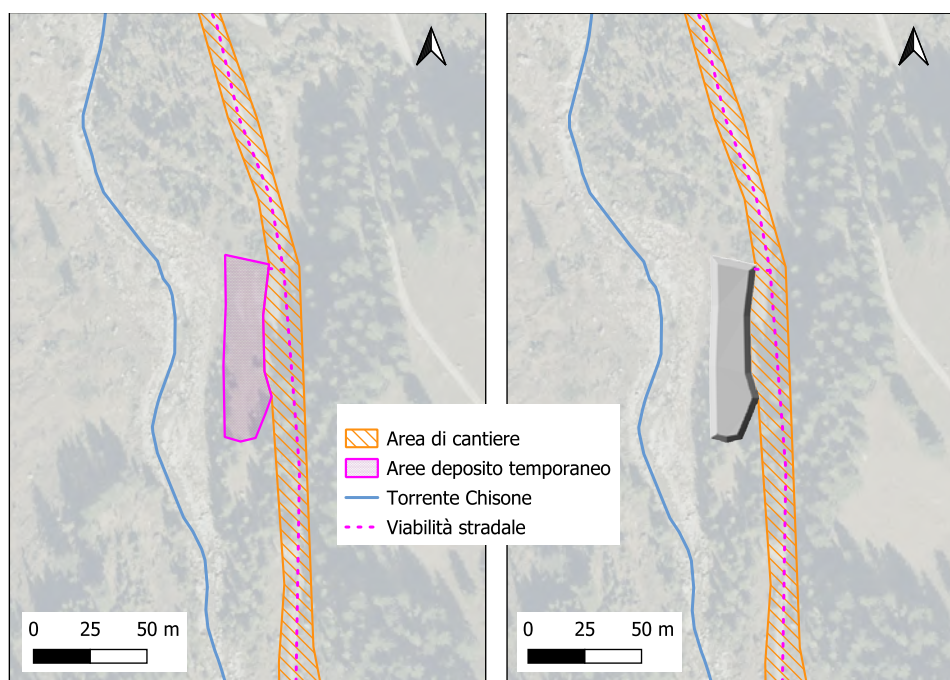 Area di cantiere
Aree deposito temporaneo
Torrente Chisone
Viabilità stradale
0 25 50 m
0 25 50 m